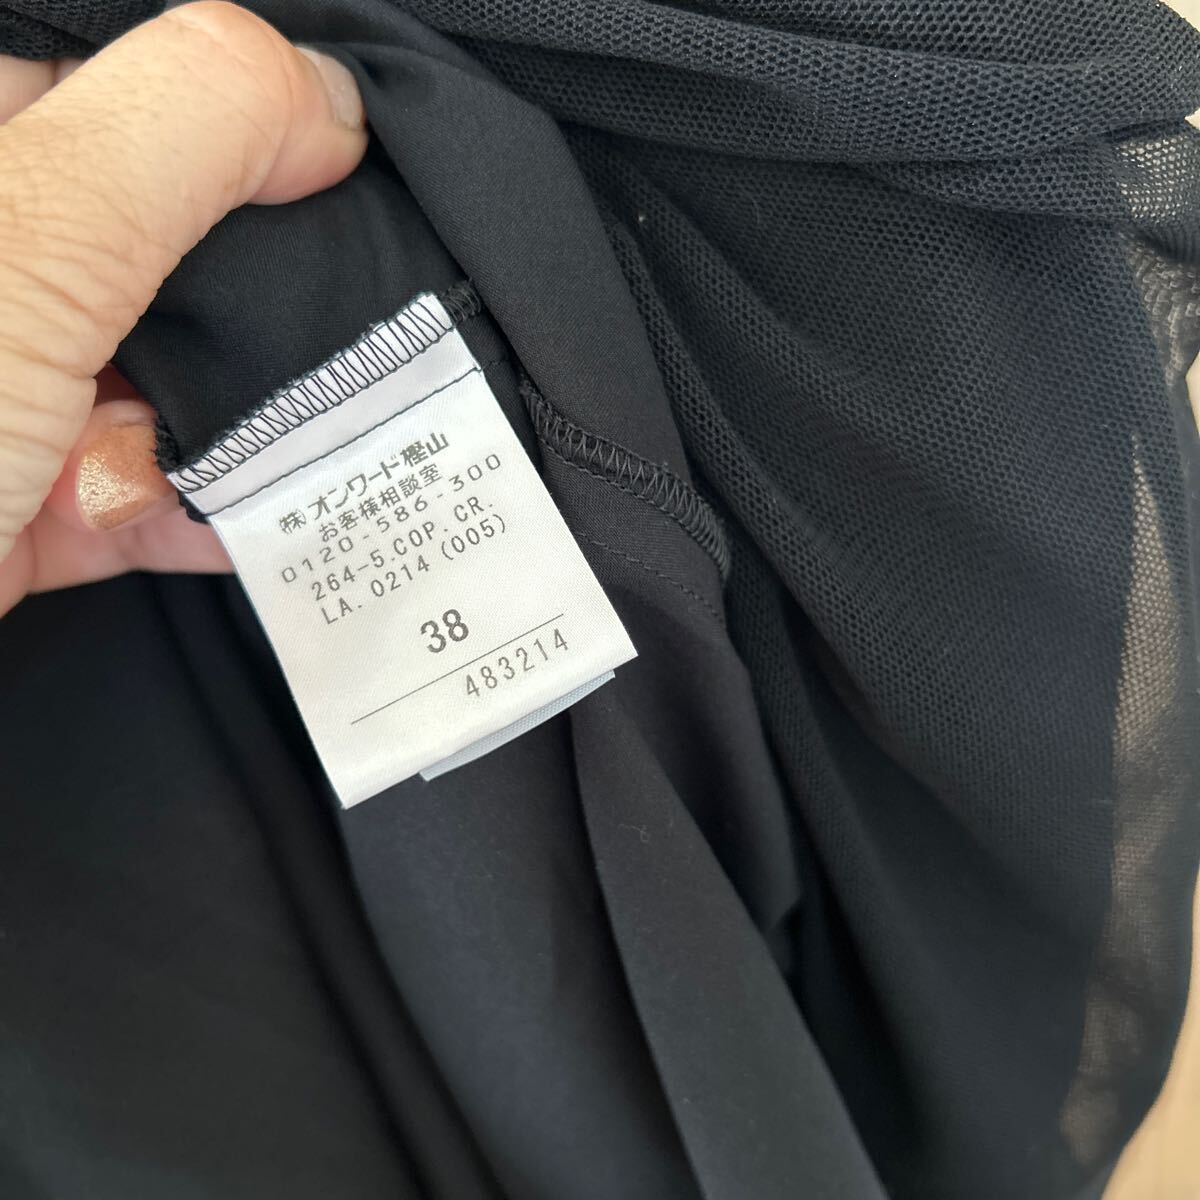 ㈱オンワード樫山
お客様相談室
0120-586-300
264-5.COP.CR.
LA.0214(005)
38
483214